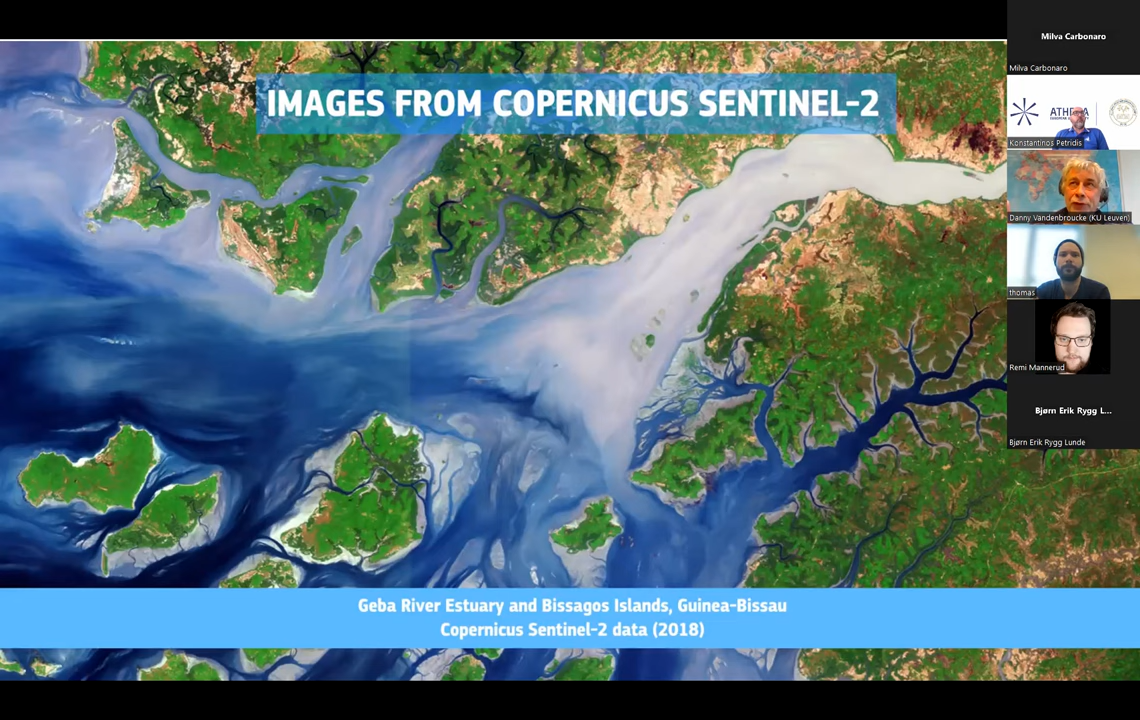 IMAGES FROM COPERNICUS SENTINEL-2
Geba River Estuary and Bissagos Islands, Guinea-Bissau
Copernicus Sentinel-2 data (2018)
Milva Carbonaro
Milva Carbonaro
Konstantinos Petridis
Danny Vandenbroucke (KU Leuven)
thomas
Remi Mannerud
Bjørn Erik Rygg L...
Bjørn Erik Rygg Lunde